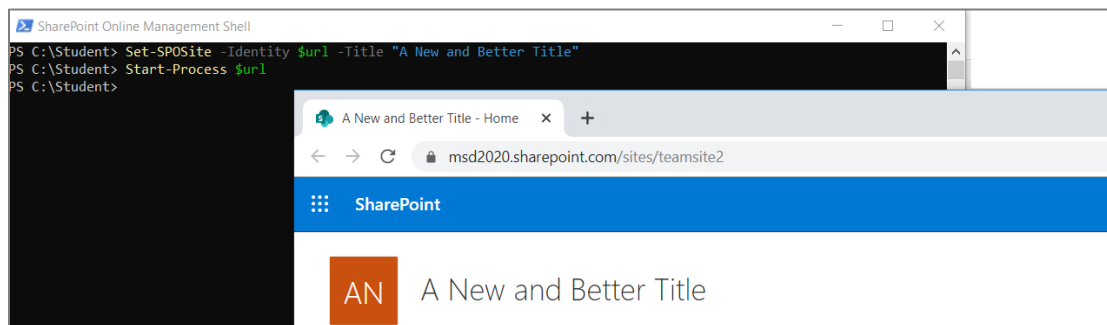 SharePoint Online Management Shell
PS C:\Student> Set-SPOSite -Identity $url -Title "A New and Better Title"
PS C:\Student> Start-Process $url
PS C:\Student>
A New and Better Title - Home
msd2020.sharepoint.com/sites/teamsite2
SharePoint
AN A New and Better Title